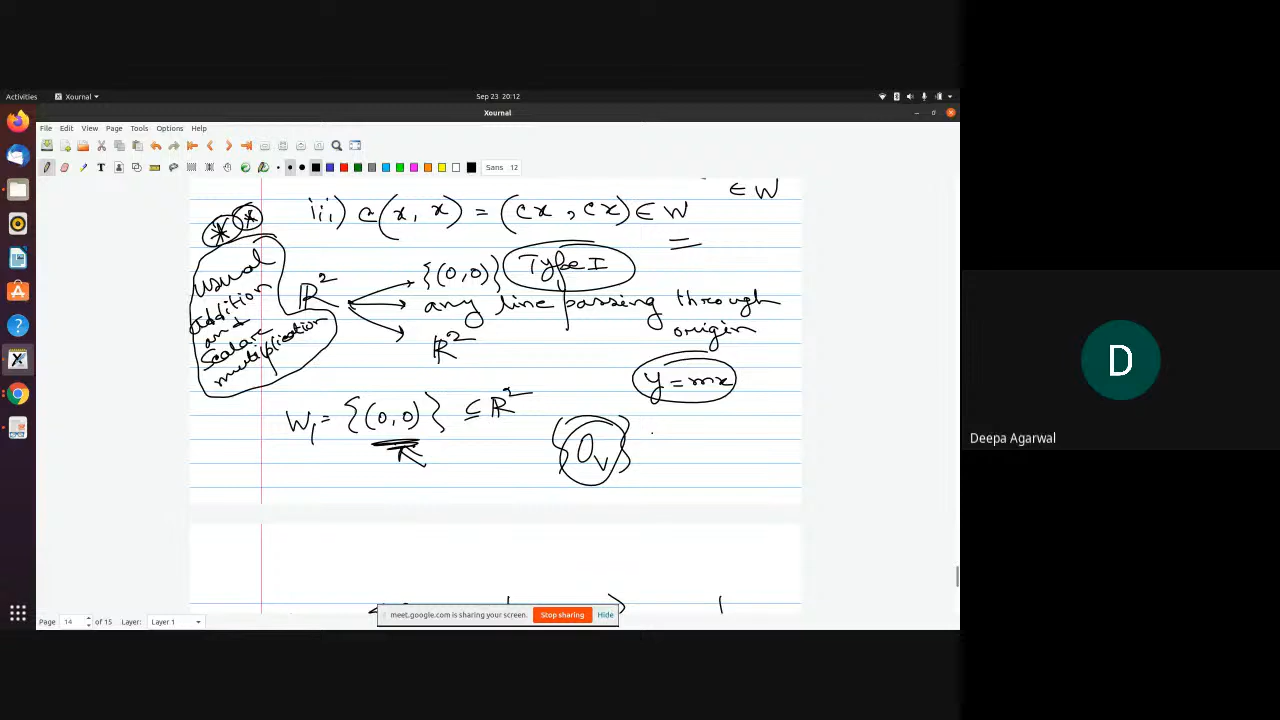 Activities
Xournal
Sep 23 20:12
Xournal
File Edit View Page Tools Options Help
Sans 12
∈ W
iii) c(x, x) = (cx, cx) ∈ W
** usual addition and scalar multiplication
ℝ²
{(0,0)} Type I
any line passing through origin
ℝ²
y = mx
W₁ = {(0,0)} ⊆ ℝ²
{0ᵥ}
meet.google.com is sharing your screen. Stop sharing Hide
Page 14 of 15 Layer: Layer 1
D
Deepa Agarwal